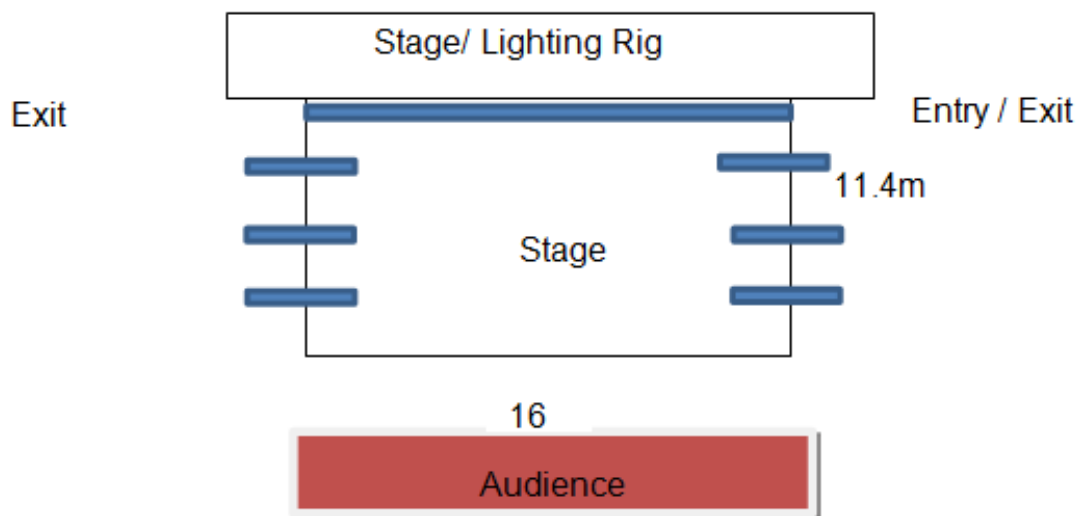 Stage/ Lighting Rig
Exit
Entry / Exit
11.4m
Stage
16
Audience